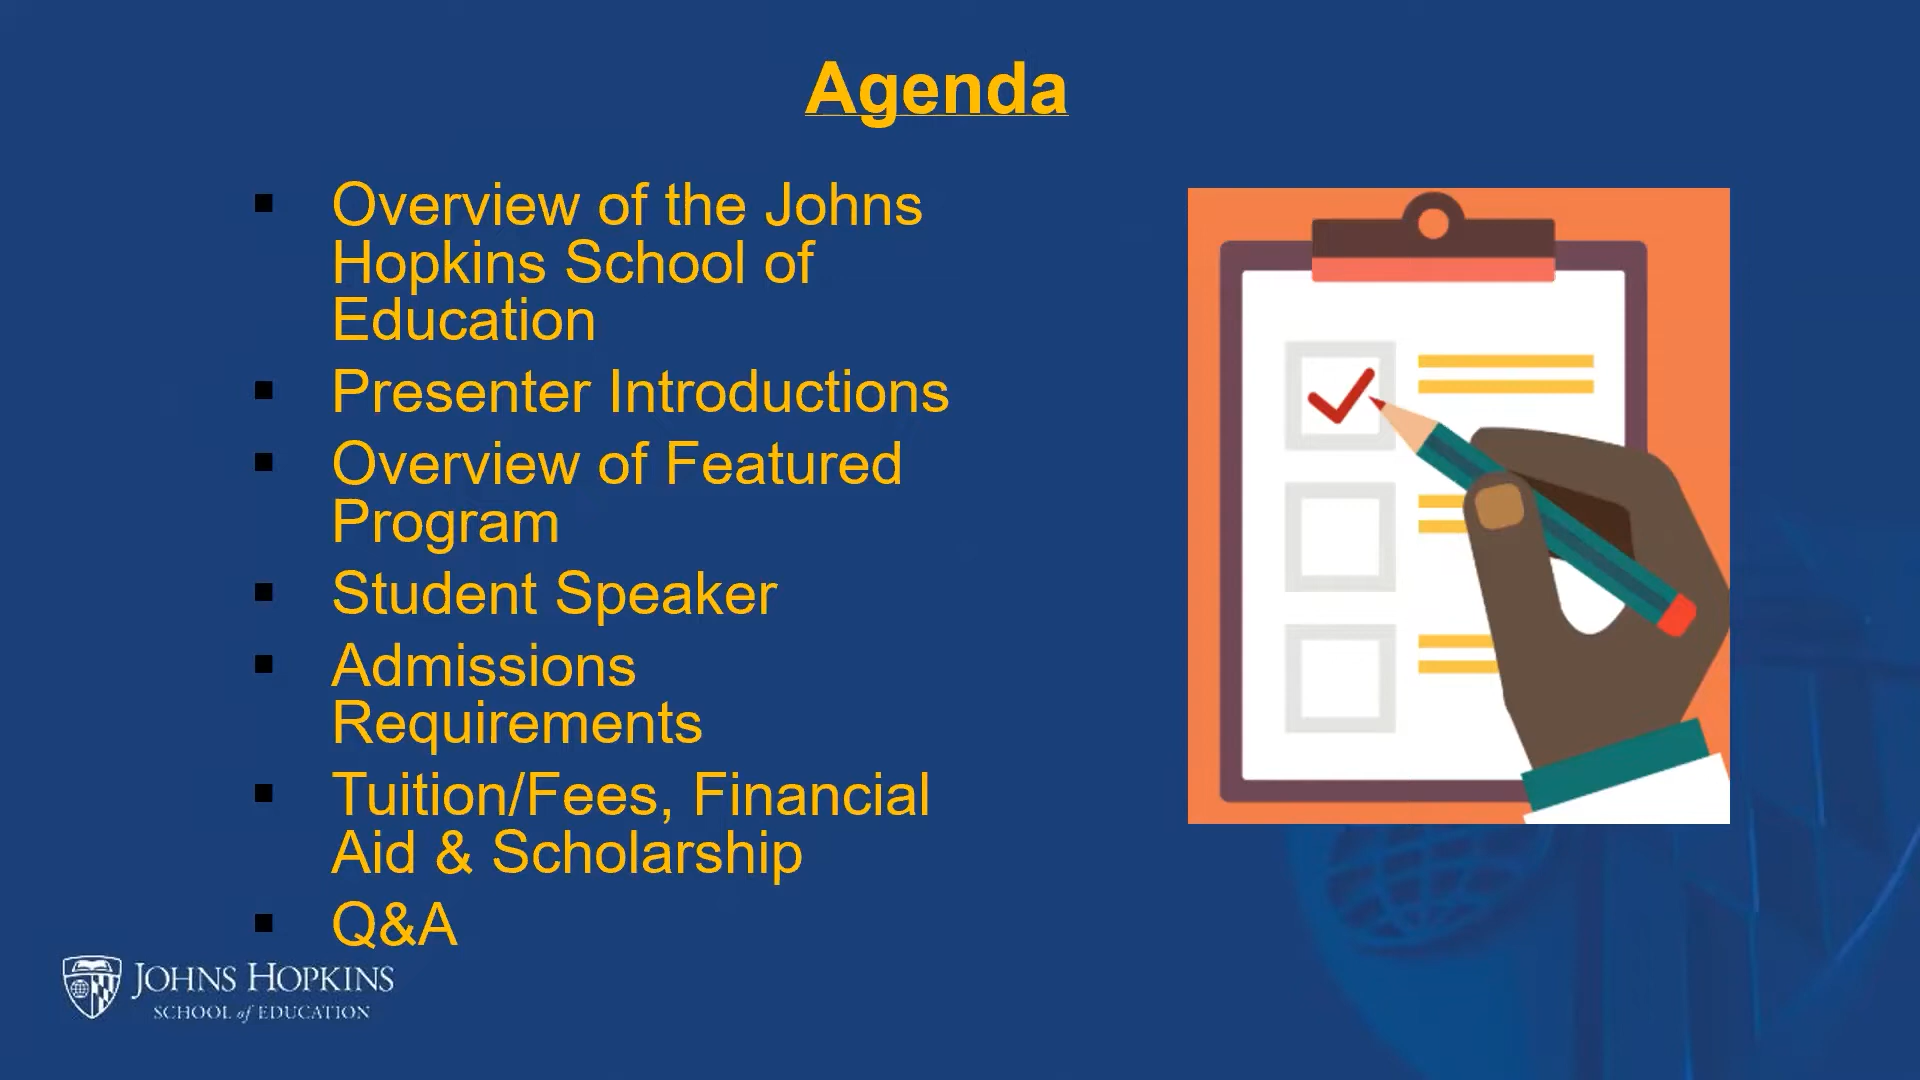 Agenda
▪ Overview of the Johns
Hopkins School of
Education
▪ Presenter Introductions
▪ Overview of Featured
Program
▪ Student Speaker
▪ Admissions
Requirements
▪ Tuition/Fees, Financial
Aid & Scholarship
▪ Q&A
JOHNS HOPKINS
SCHOOL of EDUCATION